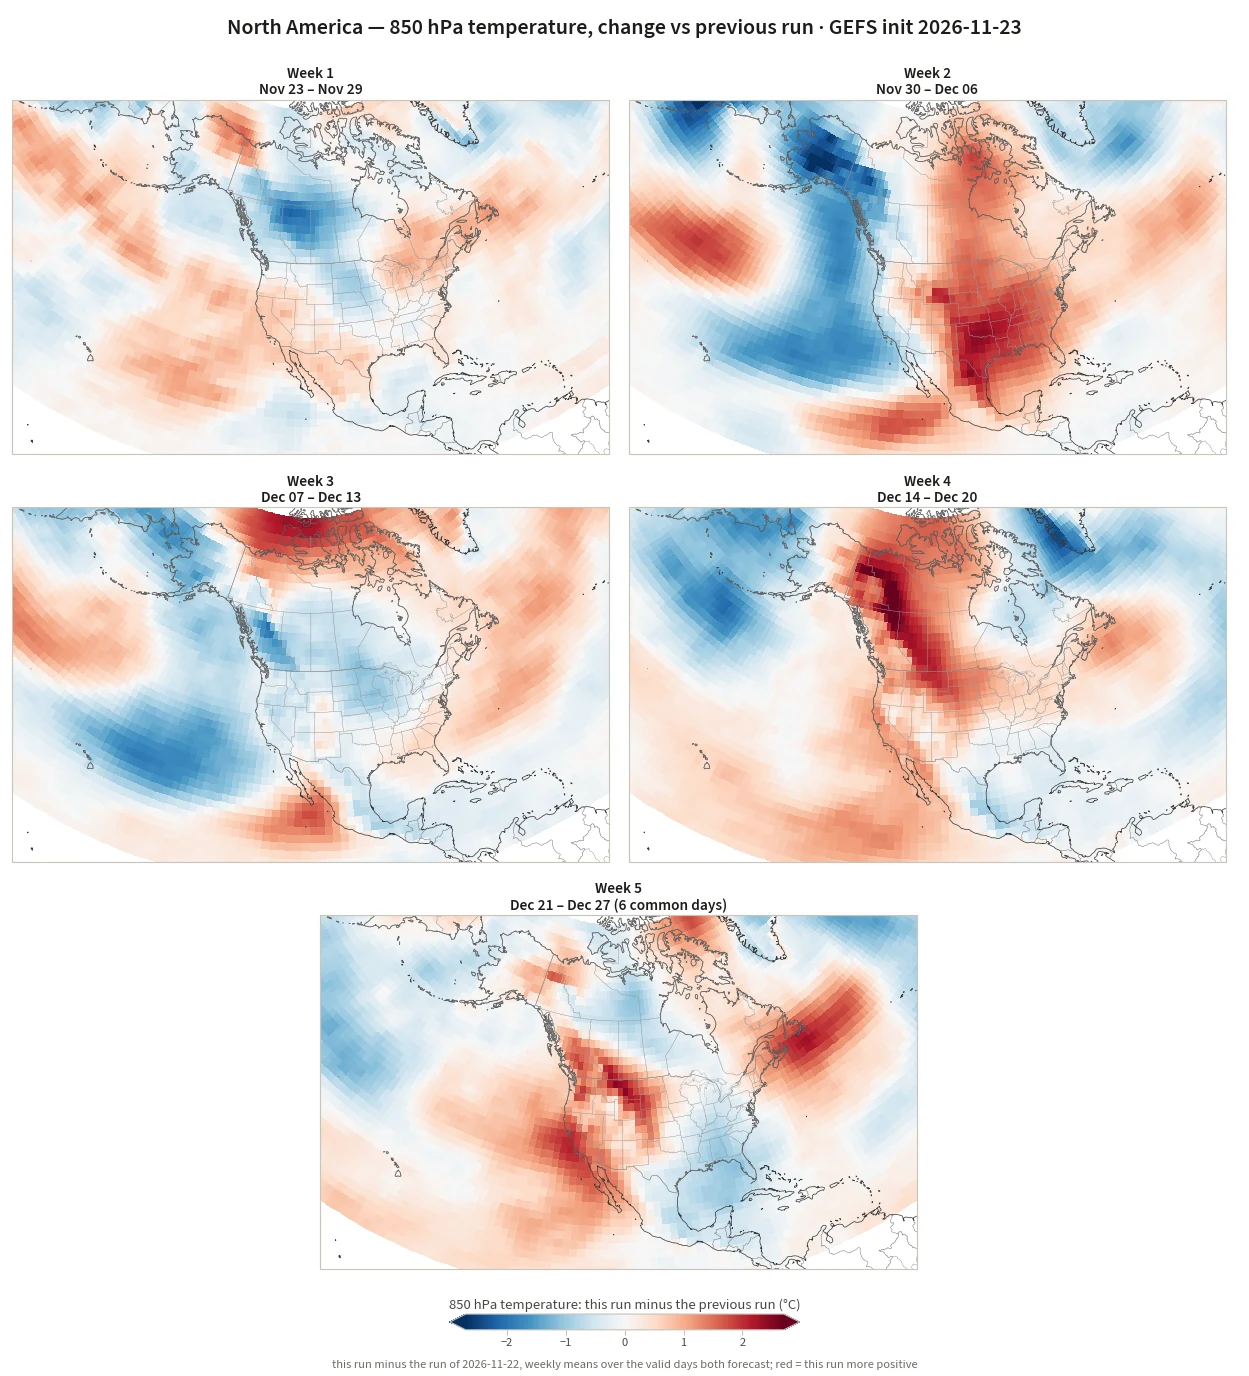 North America — 850 hPa temperature, change vs previous run · GEFS init 2026-11-23
Week 1
Nov 23 – Nov 29
Week 2
Nov 30 – Dec 06
Week 3
Dec 07 – Dec 13
Week 4
Dec 14 – Dec 20
Week 5
Dec 21 – Dec 27 (6 common days)
850 hPa temperature: this run minus the previous run (°C)
−2 −1 0 1 2
this run minus the run of 2026-11-22, weekly means over the valid days both forecast; red = this run more positive